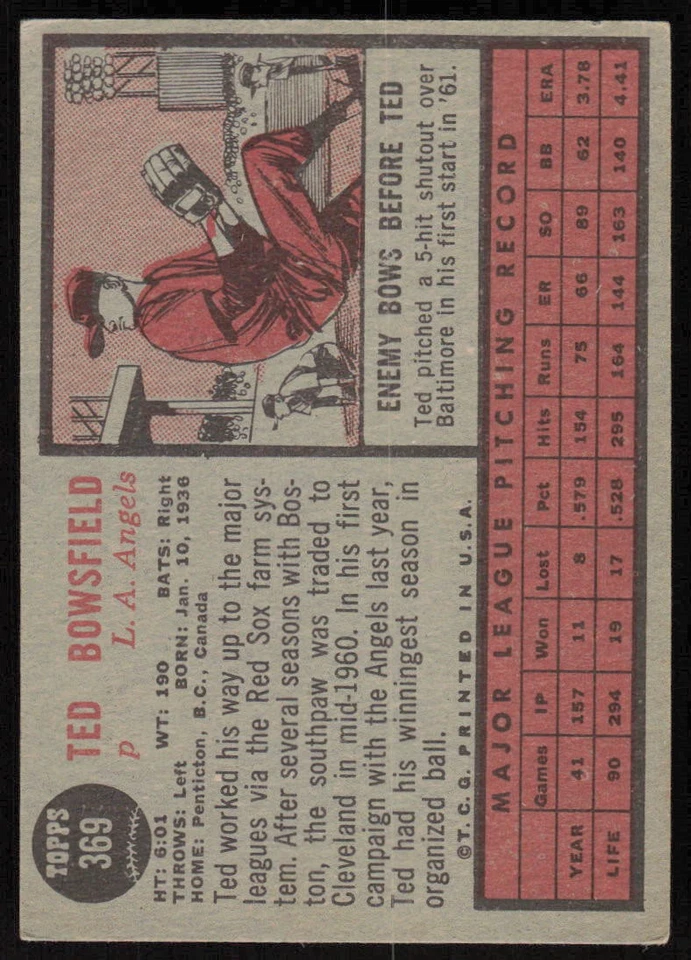 TOPPS
369
TED BOWSFIELD
p L. A. Angels
HT: 6:01 WT: 190 BATS: Right
THROWS: Left BORN: Jan. 10, 1936
HOME: Penticton, B.C., Canada
Ted worked his way up to the major
leagues via the Red Sox farm sys-
tem. After several seasons with Bos-
ton, the southpaw was traded to
Cleveland in mid-1960. In his first
campaign with the Angels last year,
Ted had his winningest season in
organized ball.
©T.C.G. PRINTED IN U.S.A.
ENEMY BOWS BEFORE TED
Ted pitched a 5-hit shutout over
Baltimore in his first start in '61.
MAJOR LEAGUE PITCHING RECORD
Games IP Won Lost Pct Hits Runs ER SO BB ERA
YEAR 41 157 11 8 .579 154 75 66 89 62 3.78
LIFE 90 294 19 17 .528 295 164 144 163 140 4.41